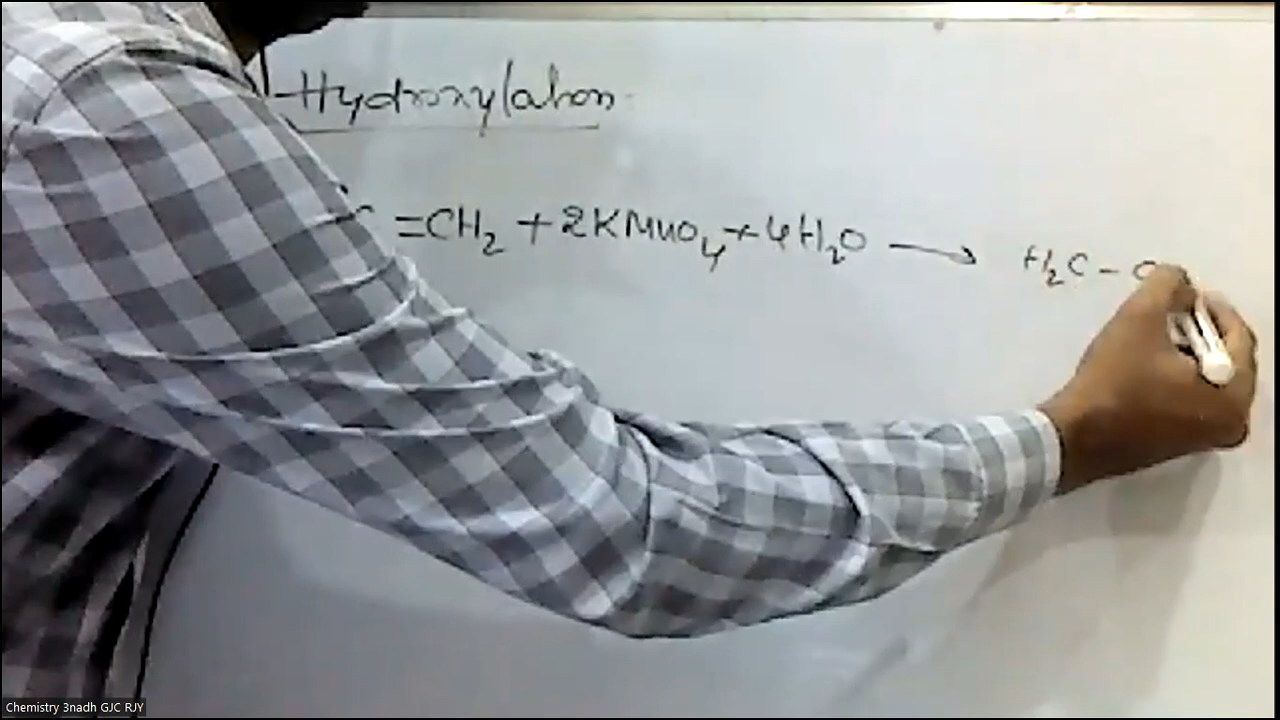 Hydroxylation
C =CH₂ + 2KMnO₄ + 4H₂O ⟶ H₂C – C
Chemistry 3nadh GJC RJY